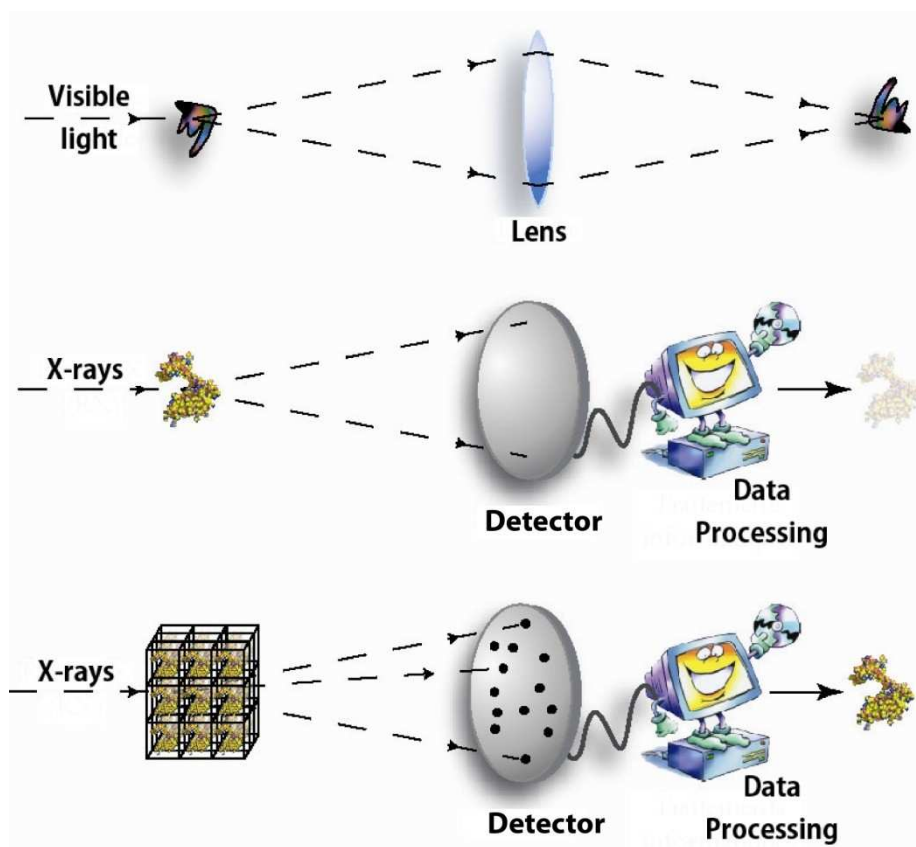 Visible
light
Lens
X-rays
Detector
Data
Processing
X-rays
Detector
Data
Processing